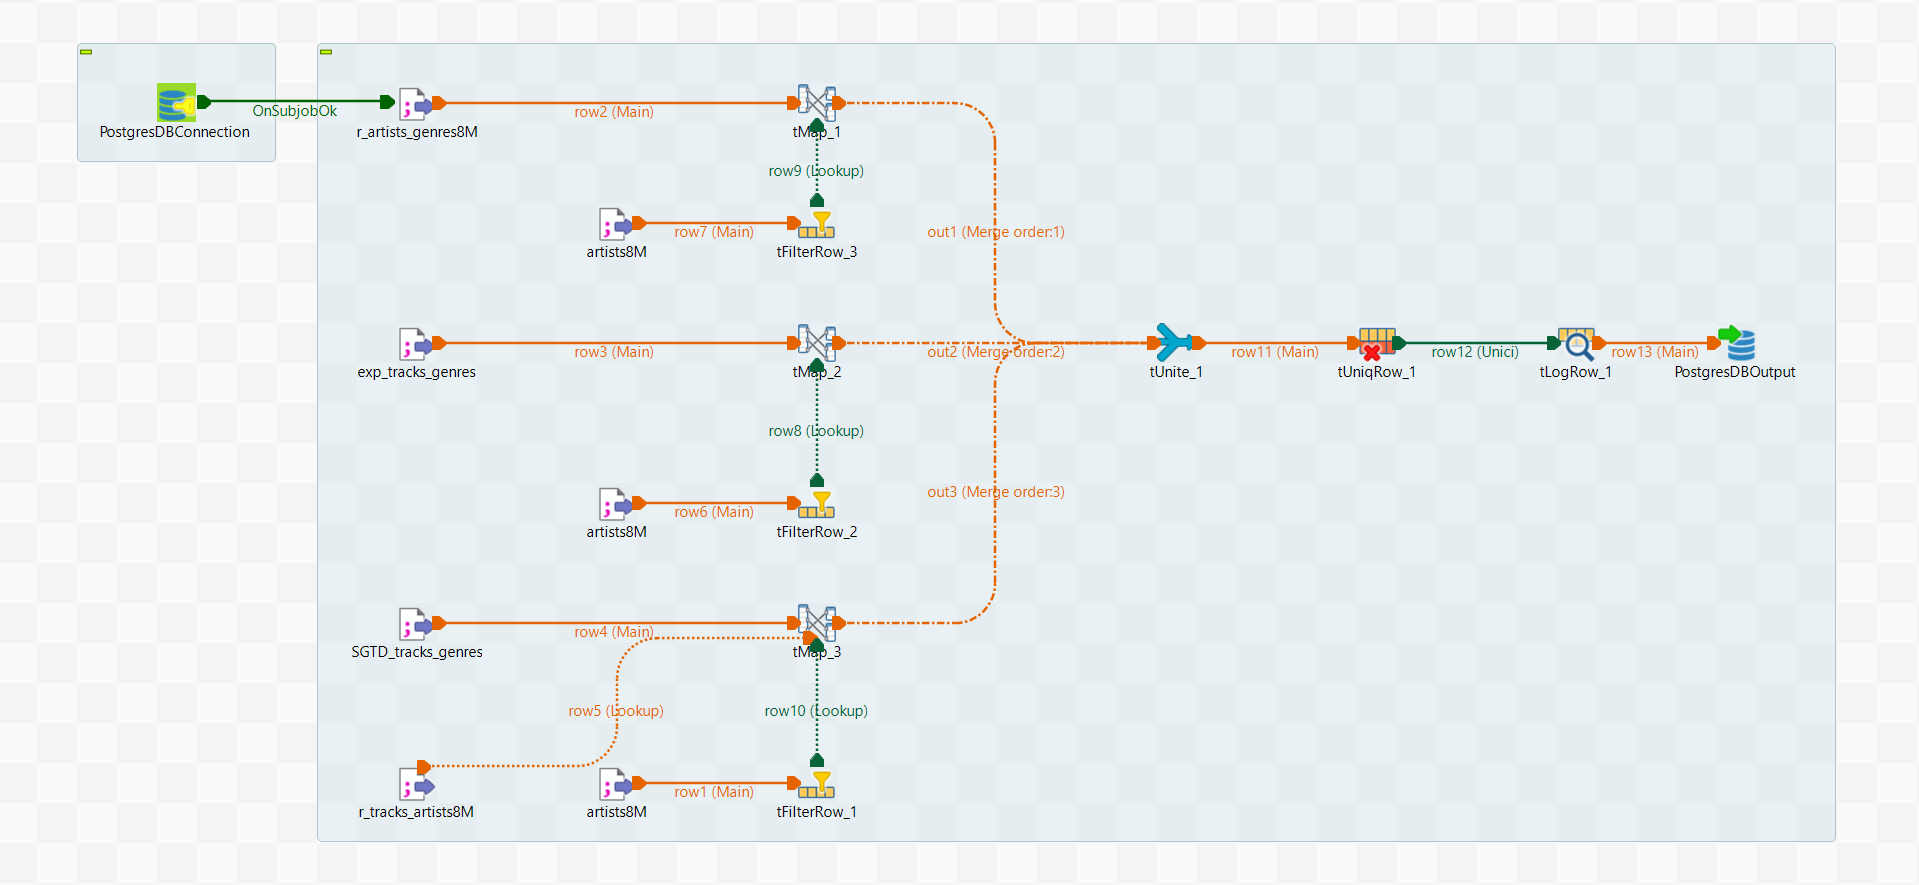 PostgresDBConnection
OnSubjobOk
r_artists_genres8M
row2 (Main)
tMap_1
row9 (Lookup)
artists8M
row7 (Main)
tFilterRow_3
out1 (Merge order:1)
exp_tracks_genres
row3 (Main)
tMap_2
out2 (Merge order:2)
tUnite_1
row11 (Main)
tUniqRow_1
row12 (Unici)
tLogRow_1
row13 (Main)
PostgresDBOutput
row8 (Lookup)
artists8M
row6 (Main)
tFilterRow_2
out3 (Merge order:3)
SGTD_tracks_genres
row4 (Main)
tMap_3
row5 (Lookup)
row10 (Lookup)
r_tracks_artists8M
artists8M
row1 (Main)
tFilterRow_1